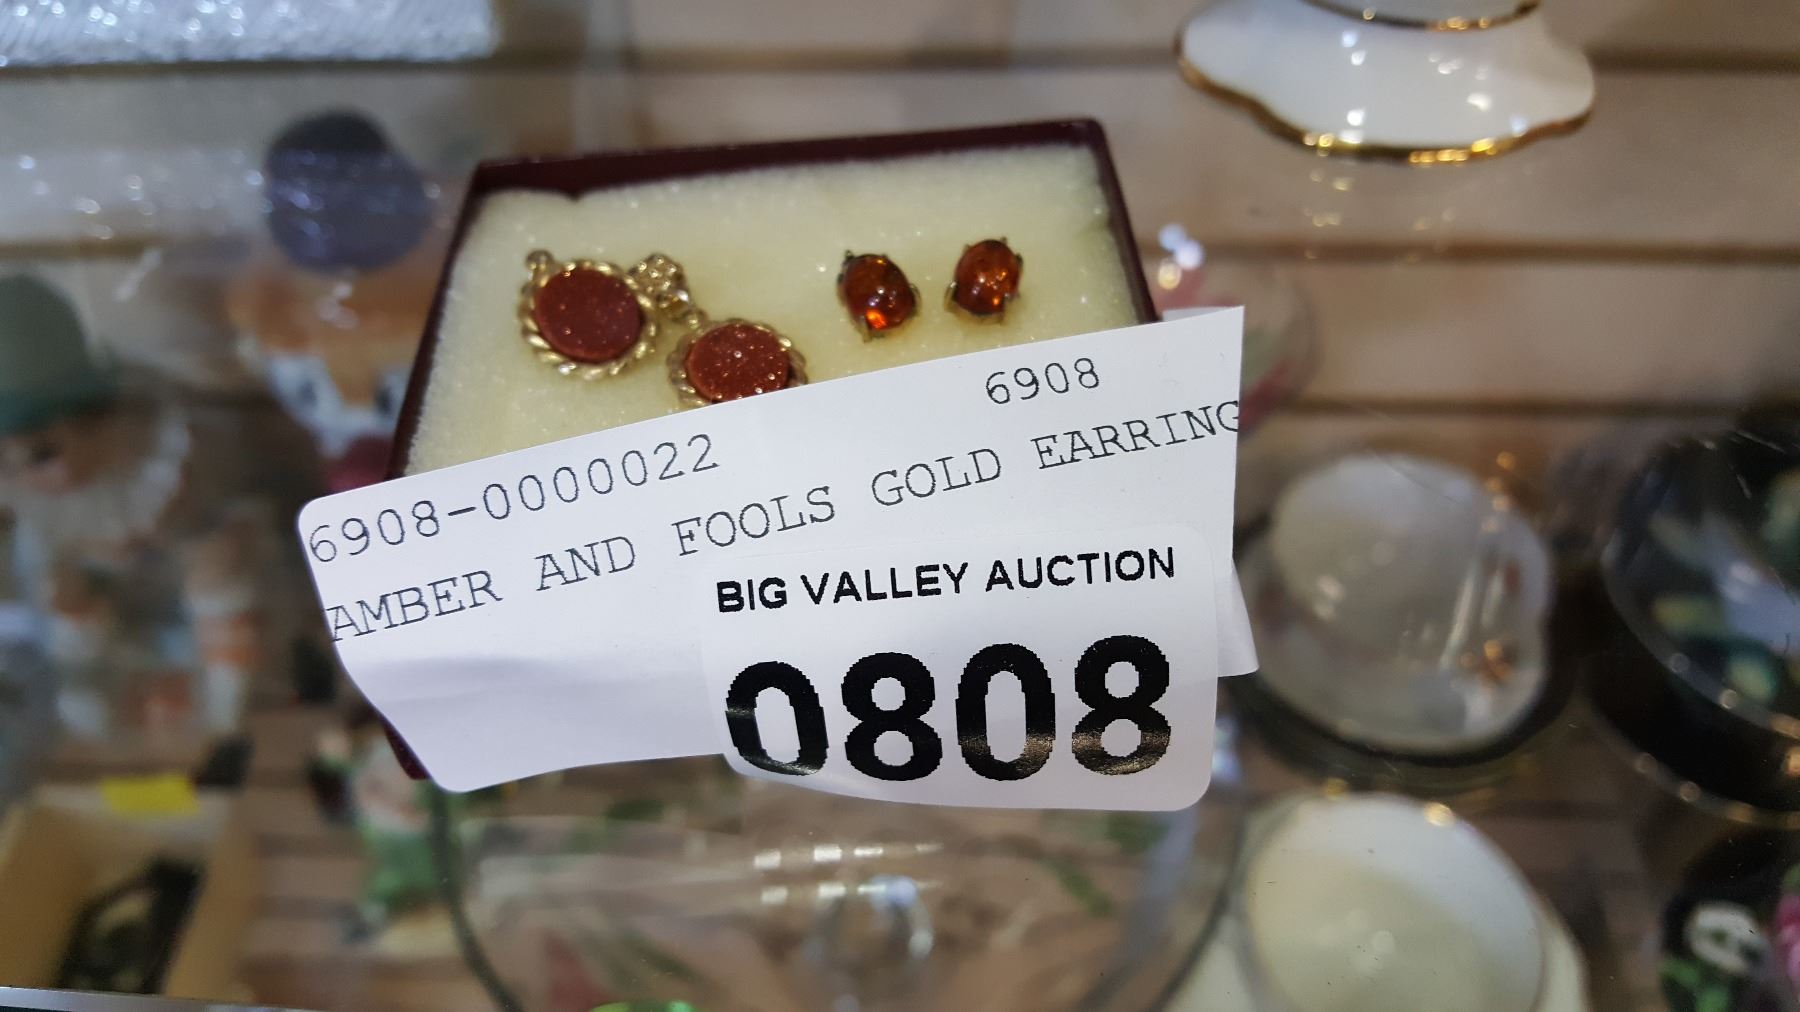 6908
6908-0000022
AMBER AND FOOLS GOLD EARRING
BIG VALLEY AUCTION
0808